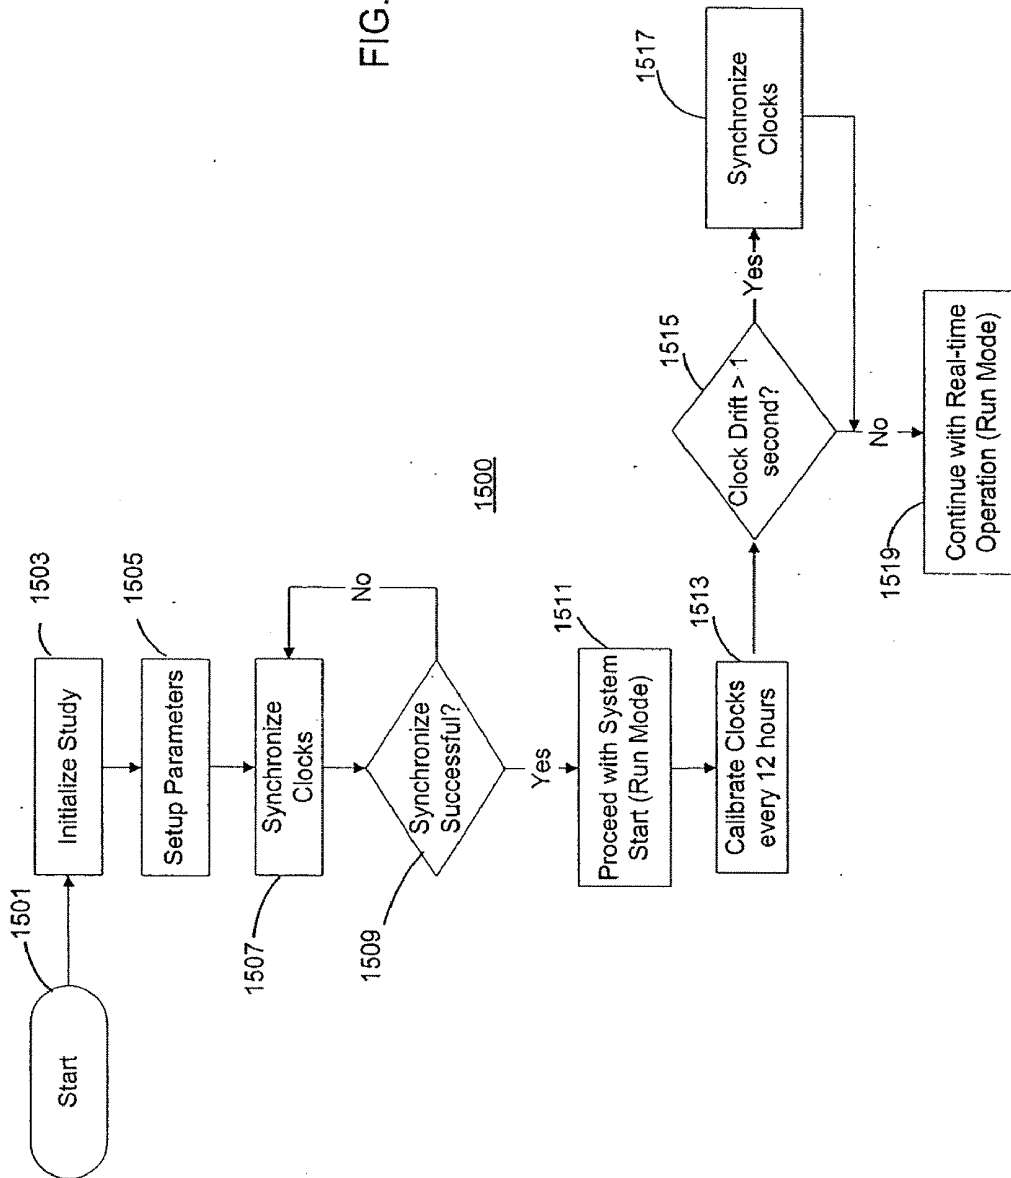 FIG.
1500
1501
Start
1503
Initialize Study
1505
Setup Parameters
1507
Synchronize
Clocks
1509
Synchronize
Successful?
No
Yes
1511
Proceed with System
Start (Run Mode)
1513
Calibrate Clocks
every 12 hours
1515
Clock Drift > 1
second?
Yes
1517
Synchronize
Clocks
No
1519
Continue with Real-time
Operation (Run Mode)